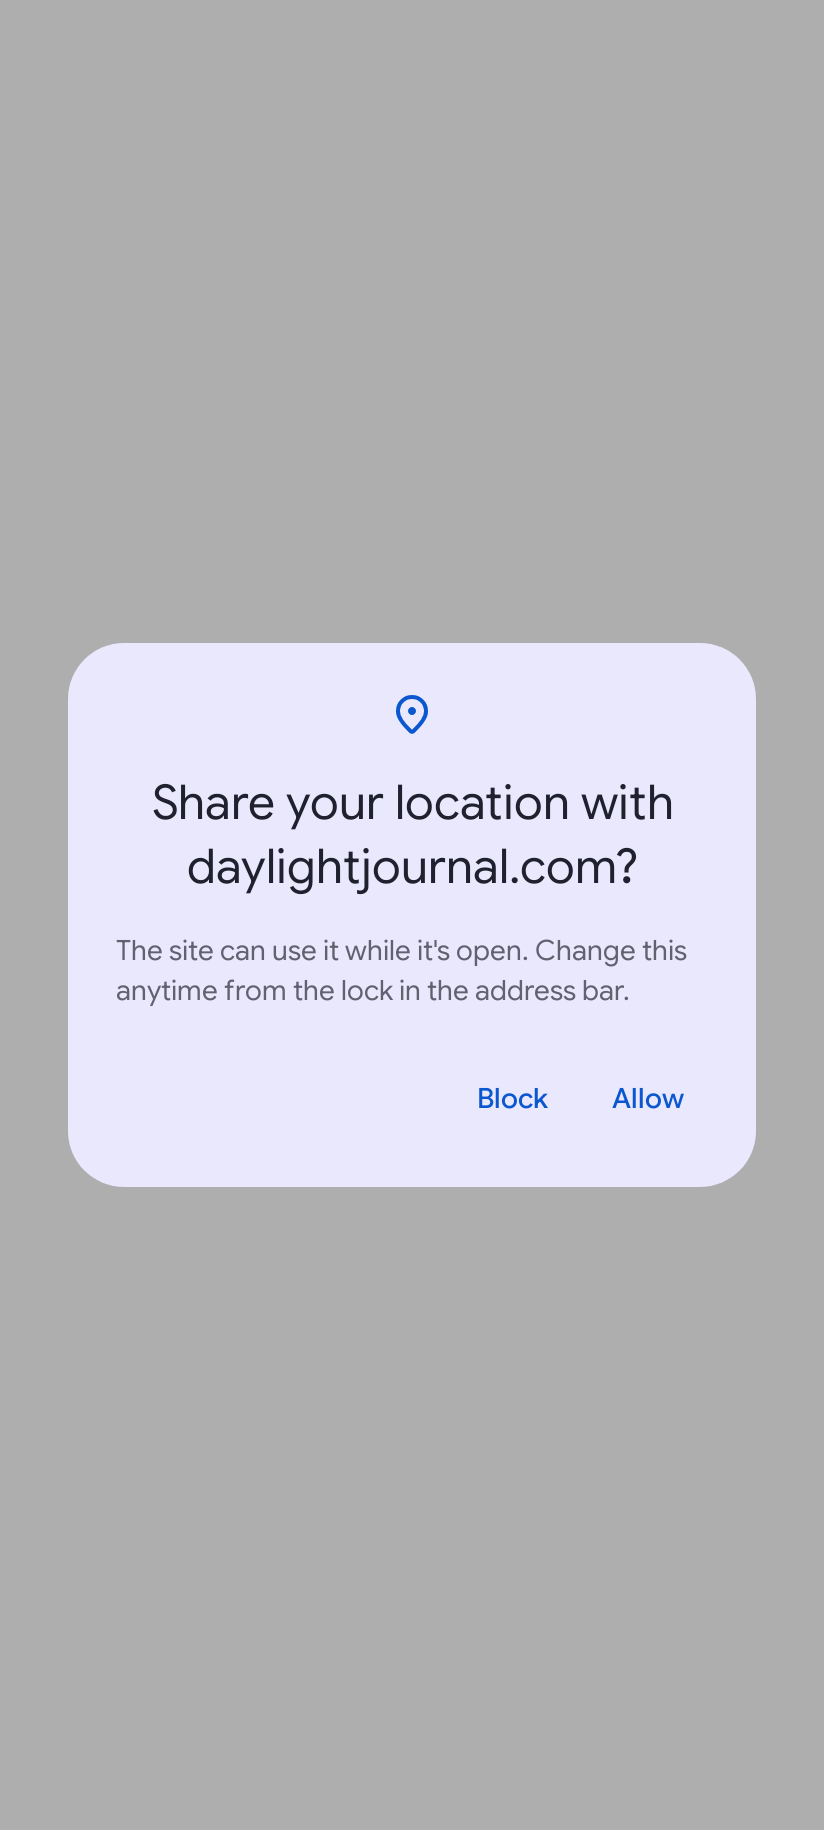 Share your location with
daylightjournal.com?
The site can use it while it's open. Change this
anytime from the lock in the address bar.
Block Allow